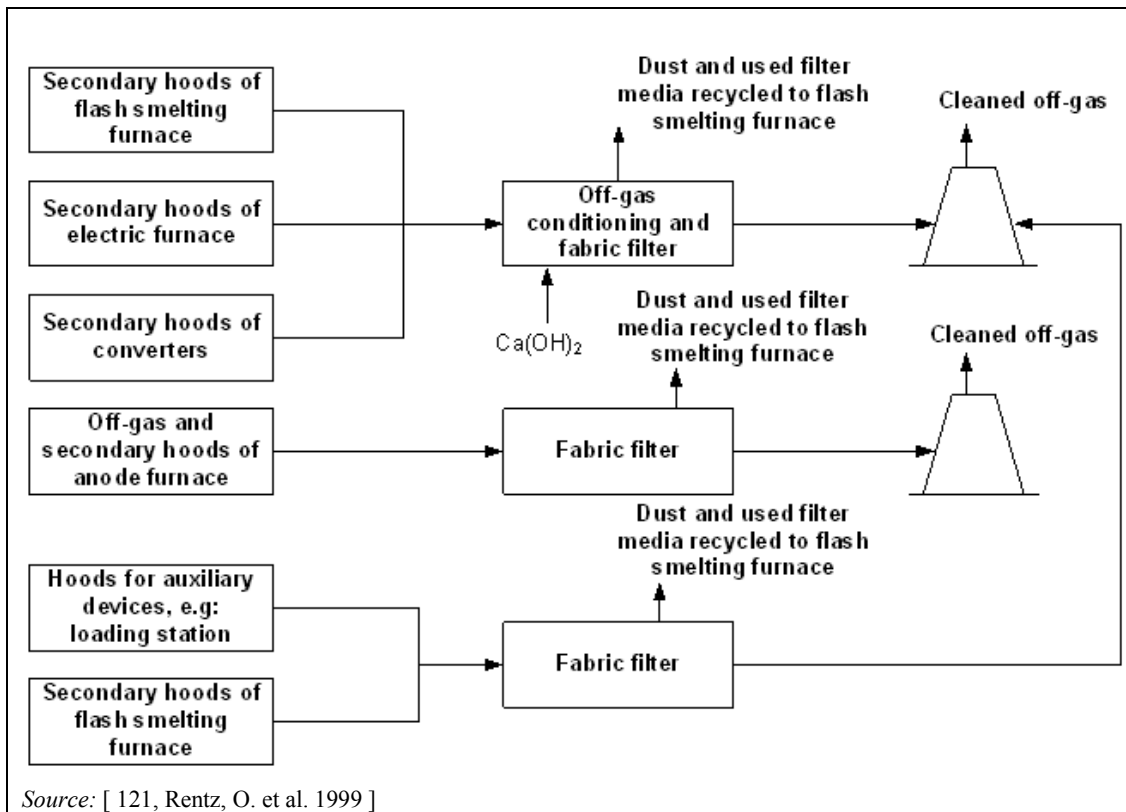 Secondary hoods of
flash smelting
furnace
Dust and used filter
media recycled to flash
smelting furnace
Cleaned off-gas
Secondary hoods of
electric furnace
Off-gas
conditioning and
fabric filter
Secondary hoods of
converters
Ca(OH)₂
Dust and used filter
media recycled to flash
smelting furnace
Cleaned off-gas
Off-gas and
secondary hoods of
anode furnace
Fabric filter
Dust and used filter
media recycled to flash
smelting furnace
Hoods for auxiliary
devices, e.g:
loading station
Fabric filter
Secondary hoods of
flash smelting
furnace
Source: [ 121, Rentz, O. et al. 1999 ]